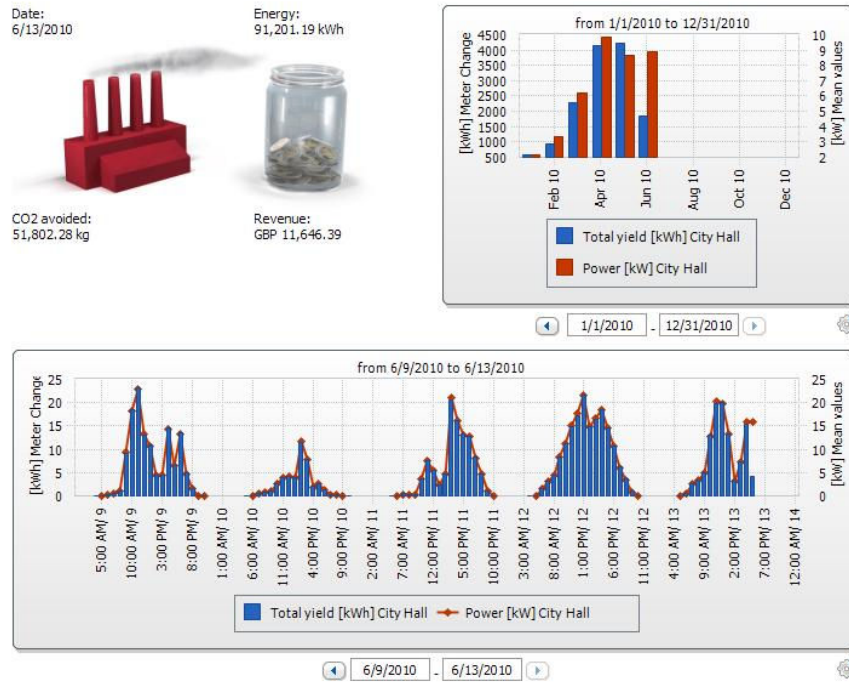 Date:
6/13/2010
Energy:
91,201.19 kWh
CO2 avoided:
51,802.28 kg
Revenue:
GBP 11,646.39
from 1/1/2010 to 12/31/2010
[kWh] Meter Change
4500
4000
3500
3000
2500
2000
1500
1000
500
10
9
8
7
6
5
4
3
2
[kW] Mean values
Feb 10
Apr 10
Jun 10
Aug 10
Oct 10
Dec 10
Total yield [kWh] City Hall
Power [kW] City Hall
1/1/2010 - 12/31/2010
from 6/9/2010 to 6/13/2010
[kWh] Meter Change
25
20
15
10
5
0
25
20
15
10
5
0
[kW] Mean values
5:00 AM/ 9
10:00 AM/ 9
3:00 PM/ 9
8:00 PM/ 9
1:00 AM/ 10
6:00 AM/ 10
11:00 AM/ 10
4:00 PM/ 10
9:00 PM/ 10
2:00 AM/ 11
7:00 AM/ 11
12:00 PM/ 11
5:00 PM/ 11
10:00 PM/ 11
3:00 AM/ 12
8:00 AM/ 12
1:00 PM/ 12
6:00 PM/ 12
11:00 PM/ 12
4:00 AM/ 13
9:00 AM/ 13
2:00 PM/ 13
7:00 PM/ 13
12:00 AM/ 14
Total yield [kWh] City Hall Power [kW] City Hall
6/9/2010 - 6/13/2010